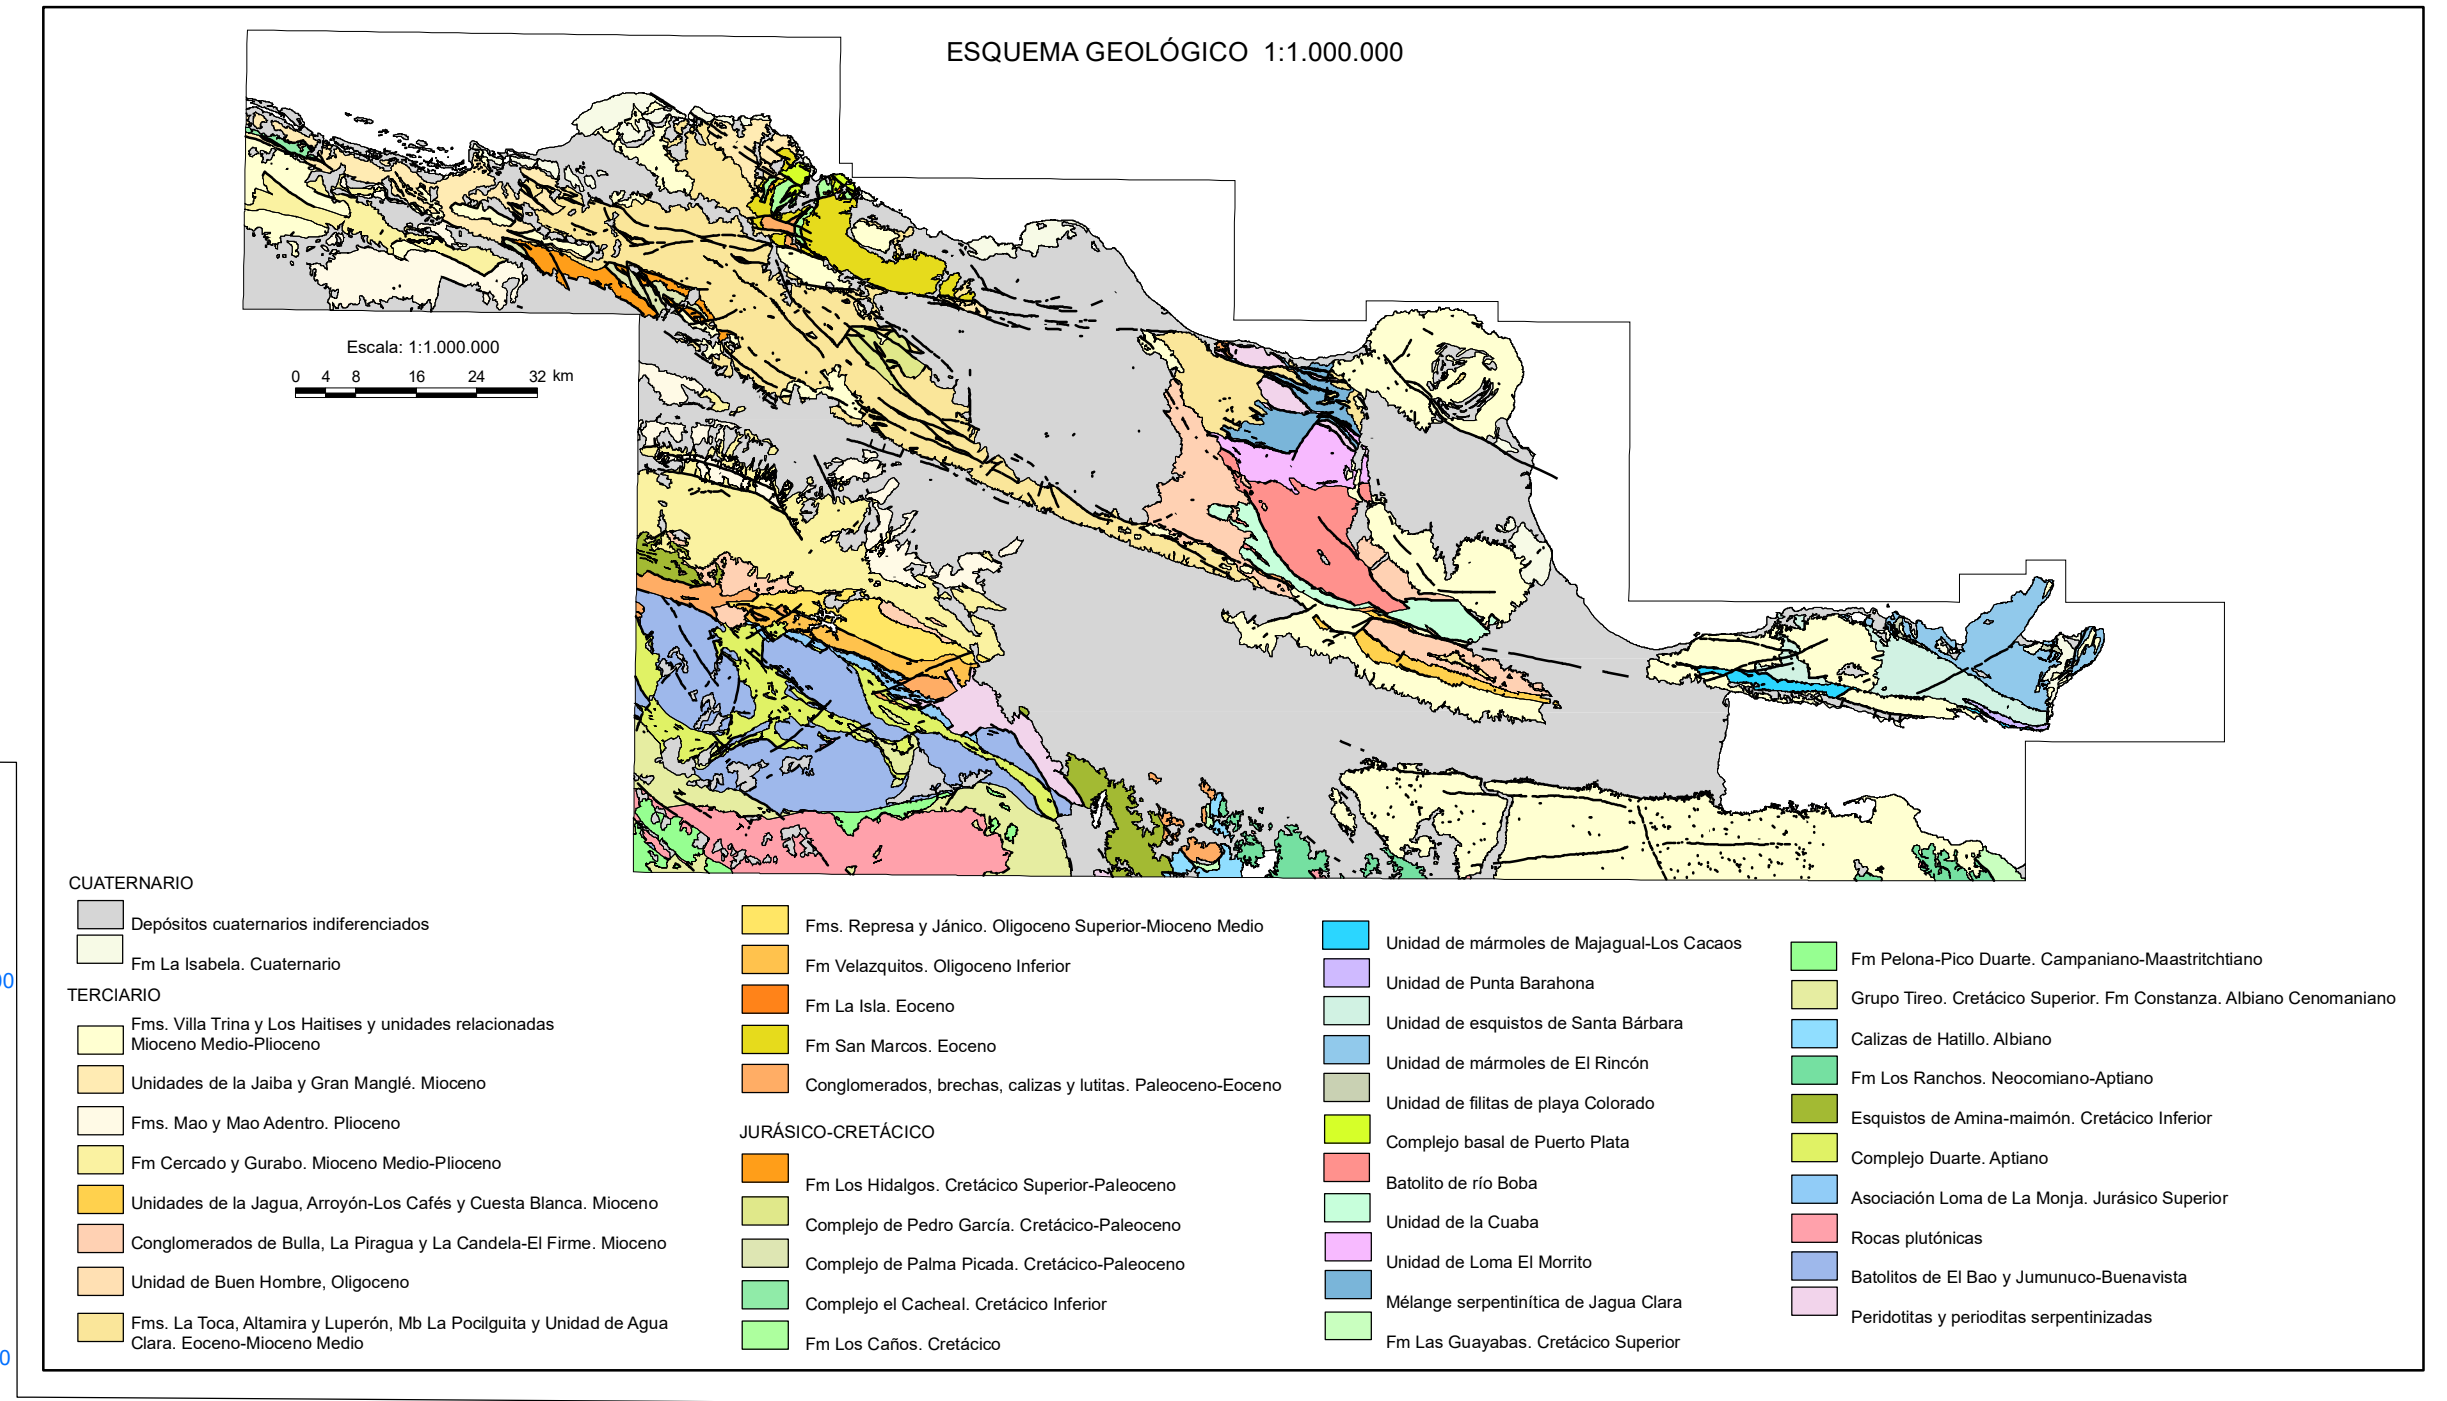 ESQUEMA GEOLÓGICO 1:1.000.000
Escala: 1:1.000.000
0 4 8 16 24 32 km
CUATERNARIO
Depósitos cuaternarios indiferenciados
Fm La Isabela. Cuaternario
TERCIARIO
Fms. Villa Trina y Los Haitises y unidades relacionadas
Mioceno Medio-Plioceno
Unidades de la Jaiba y Gran Manglé. Mioceno
Fms. Mao y Mao Adentro. Plioceno
Fm Cercado y Gurabo. Mioceno Medio-Plioceno
Unidades de la Jagua, Arroyón-Los Cafés y Cuesta Blanca. Mioceno
Conglomerados de Bulla, La Piragua y La Candela-El Firme. Mioceno
Unidad de Buen Hombre, Oligoceno
Fms. La Toca, Altamira y Luperón, Mb La Pocilguita y Unidad de Agua
Clara. Eoceno-Mioceno Medio
Fms. Represa y Jánico. Oligoceno Superior-Mioceno Medio
Fm Velazquitos. Oligoceno Inferior
Fm La Isla. Eoceno
Fm San Marcos. Eoceno
Conglomerados, brechas, calizas y lutitas. Paleoceno-Eoceno
JURÁSICO-CRETÁCICO
Fm Los Hidalgos. Cretácico Superior-Paleoceno
Complejo de Pedro García. Cretácico-Paleoceno
Complejo de Palma Picada. Cretácico-Paleoceno
Complejo el Cacheal. Cretácico Inferior
Fm Los Caños. Cretácico
Unidad de mármoles de Majagual-Los Cacaos
Unidad de Punta Barahona
Unidad de esquistos de Santa Bárbara
Unidad de mármoles de El Rincón
Unidad de filitas de playa Colorado
Complejo basal de Puerto Plata
Batolito de río Boba
Unidad de la Cuaba
Unidad de Loma El Morrito
Mélange serpentinítica de Jagua Clara
Fm Las Guayabas. Cretácico Superior
Fm Pelona-Pico Duarte. Campaniano-Maastritchtiano
Grupo Tireo. Cretácico Superior. Fm Constanza. Albiano Cenomaniano
Calizas de Hatillo. Albiano
Fm Los Ranchos. Neocomiano-Aptiano
Esquistos de Amina-maimón. Cretácico Inferior
Complejo Duarte. Aptiano
Asociación Loma de La Monja. Jurásico Superior
Rocas plutónicas
Batolitos de El Bao y Jumunuco-Buenavista
Peridotitas y perioditas serpentinizadas